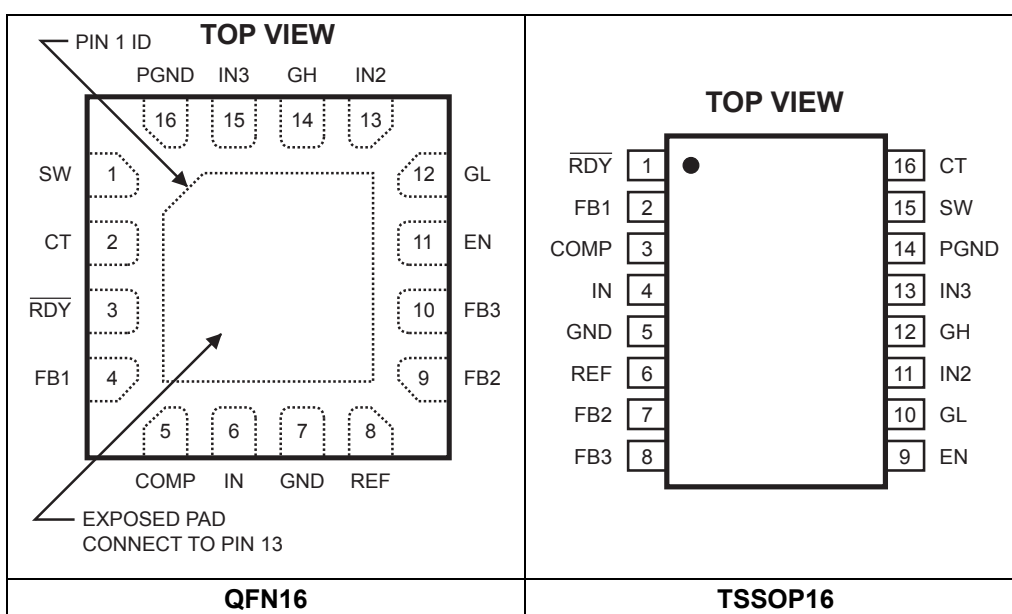 PIN 1 ID
TOP VIEW
PGND IN3 GH IN2
16 15 14 13
SW 1 12 GL
CT 2 11 EN
RDY 3 10 FB3
FB1 4 9 FB2
5 6 7 8
COMP IN GND REF
EXPOSED PAD
CONNECT TO PIN 13
QFN16
TOP VIEW
RDY 1 16 CT
FB1 2 15 SW
COMP 3 14 PGND
IN 4 13 IN3
GND 5 12 GH
REF 6 11 IN2
FB2 7 10 GL
FB3 8 9 EN
TSSOP16